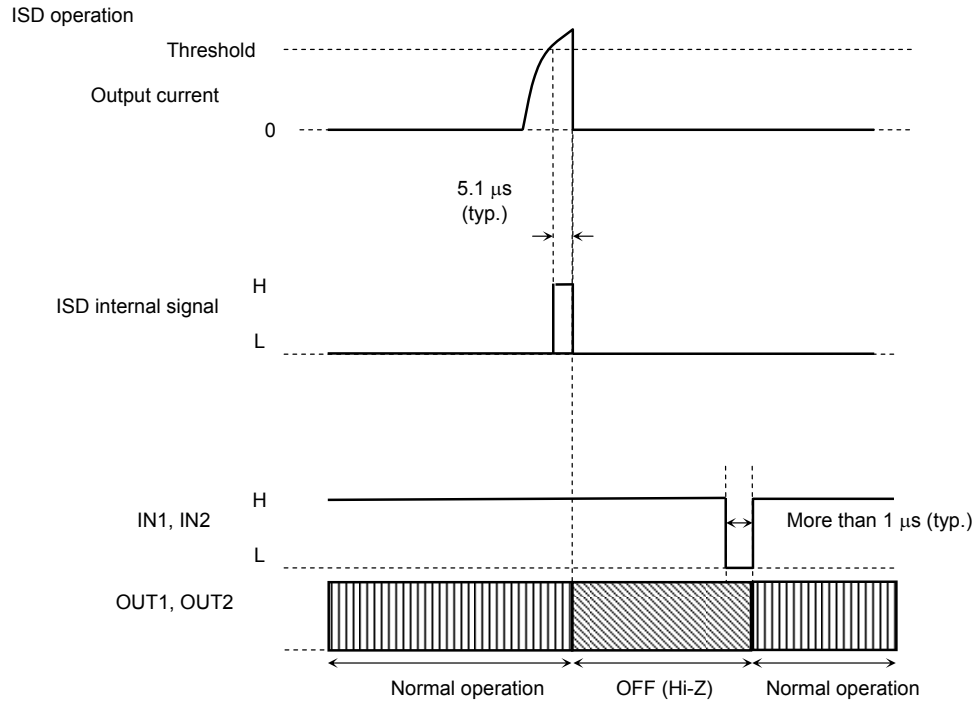 ISD operation
Threshold
Output current
0
5.1 μs
(typ.)
H
ISD internal signal
L
H
IN1, IN2
More than 1 μs (typ.)
L
OUT1, OUT2
Normal operation
OFF (Hi-Z)
Normal operation